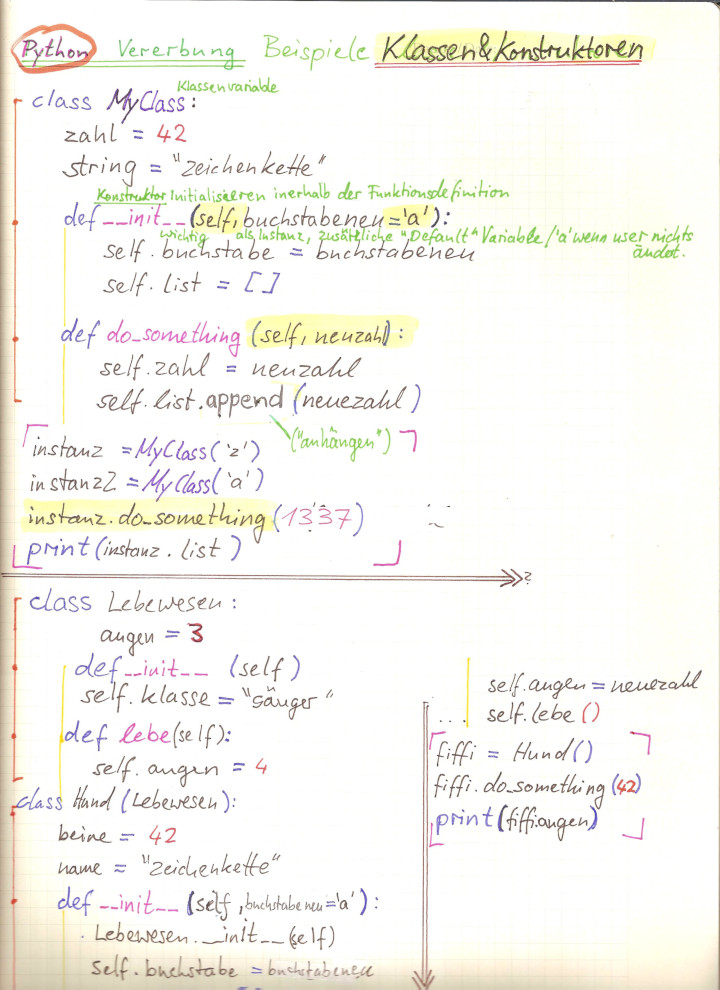 Python Vererbung Beispiele Klassen & Konstruktoren
Klassenvariable
class MyClass:
zahl = 42
string = "Zeichenkette"
Konstruktor Initialisieren inerhalb der Funktionsdefinition
def __init__ (self, buchstabeneu = 'a'):
wichtig als Instanz, zusätzliche "Default" Variable / 'a' wenn user nichts
ändert.
self.buchstabe = buchstabeneu
self.list = []
def do_something (self, neuzahl):
self.zahl = neuzahl
self.list.append (neuezahl)
("anhängen")
instanz = MyClass('z')
instanz2 = MyClass('a')
instanz.do_something (1337)
print (instanz.list)
?
class Lebewesen:
augen = 3
def __init__ (self)
self.klasse = "Säuger"
def lebe(self):
self.augen = 4
class Hund (Lebewesen):
beine = 42
name = "Zeichenkette"
def __init__ (self, buchstabeneu = 'a'):
Lebewesen.__init__ (self)
self.buchstabe = buchstabeneu
self.augen = neuezahl
... self.lebe ()
fiffi = Hund ()
fiffi.do_something (42)
print (fiffi.augen)